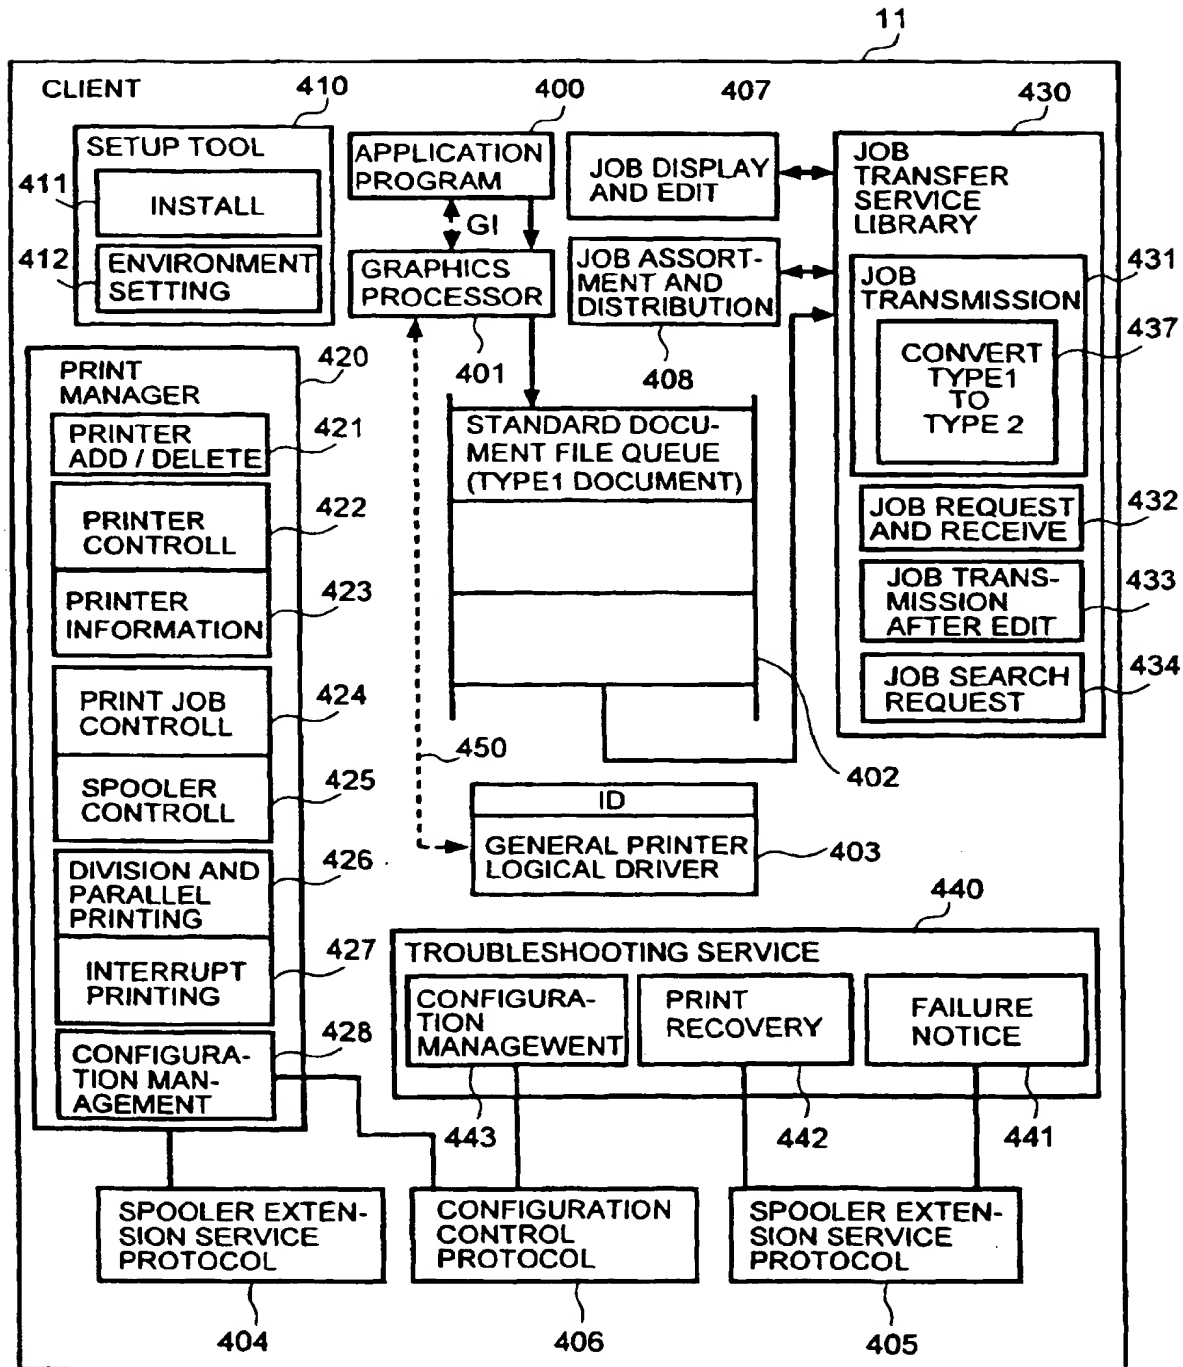 11
CLIENT
410
400
407
430
SETUP TOOL
411
INSTALL
412
ENVIRONMENT
SETTING
APPLICATION
PROGRAM
GI
GRAPHICS
PROCESSOR
401
JOB DISPLAY
AND EDIT
JOB ASSORT-
MENT AND
DISTRIBUTION
408
JOB
TRANSFER
SERVICE
LIBRARY
JOB
TRANSMISSION
431
CONVERT
TYPE1
TO
TYPE 2
437
JOB REQUEST
AND RECEIVE
432
JOB TRANS-
MISSION
AFTER EDIT
433
JOB SEARCH
REQUEST
434
420
PRINT
MANAGER
PRINTER
ADD / DELETE
421
PRINTER
CONTROLL
422
PRINTER
INFORMATION
423
PRINT JOB
CONTROLL
424
SPOOLER
CONTROLL
425
DIVISION AND
PARALLEL
PRINTING
426
INTERRUPT
PRINTING
427
CONFIGURA-
TION MAN-
AGEMENT
428
STANDARD DOCU-
MENT FILE QUEUE
(TYPE1 DOCUMENT)
450
402
ID
GENERAL PRINTER
LOGICAL DRIVER
403
440
TROUBLESHOOTING SERVICE
CONFIGURA-
TION
MANAGEWENT
PRINT
RECOVERY
FAILURE
NOTICE
443
442
441
SPOOLER EXTEN-
SION SERVICE
PROTOCOL
CONFIGURATION
CONTROL
PROTOCOL
SPOOLER EXTEN-
SION SERVICE
PROTOCOL
404
406
405